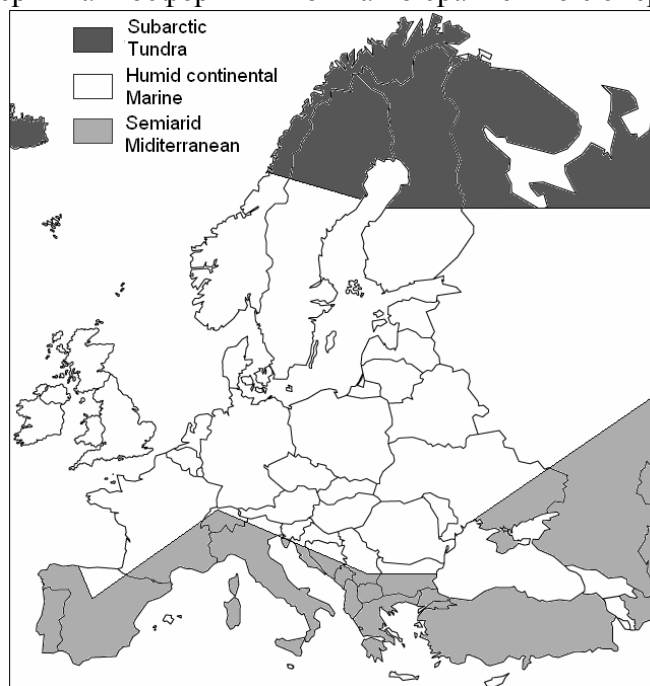 Subarctic
Tundra
Humid continental
Marine
Semiarid
Miditerranean